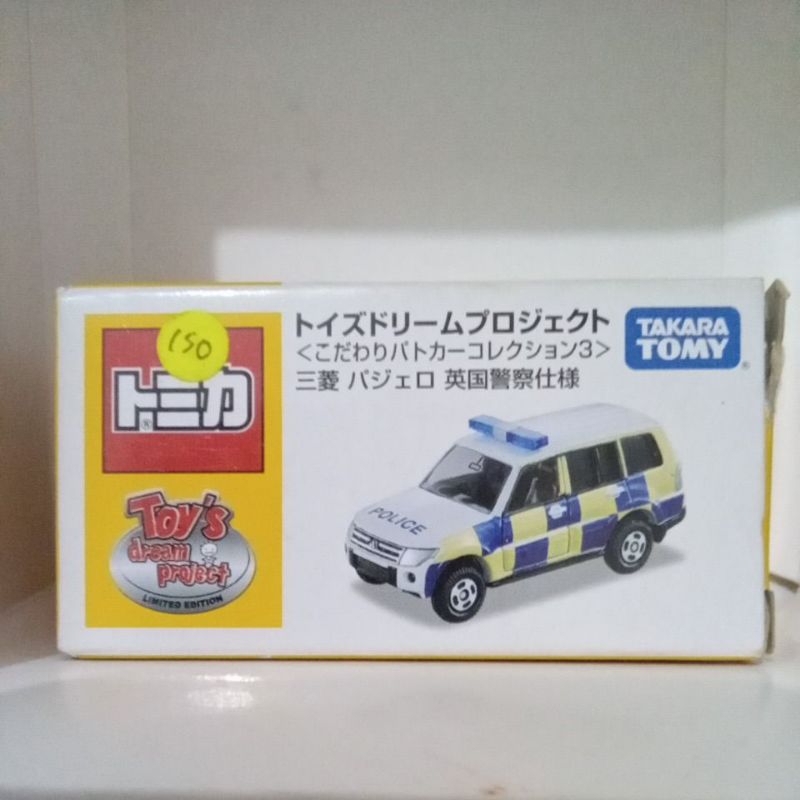 150
トミカ®
Toy's
dream
project
LIMITED EDITION
トイズドリームプロジェクト
<こだわりパトカーコレクション3>
三菱 パジェロ 英国警察仕様
TAKARA
TOMY®
POLICE